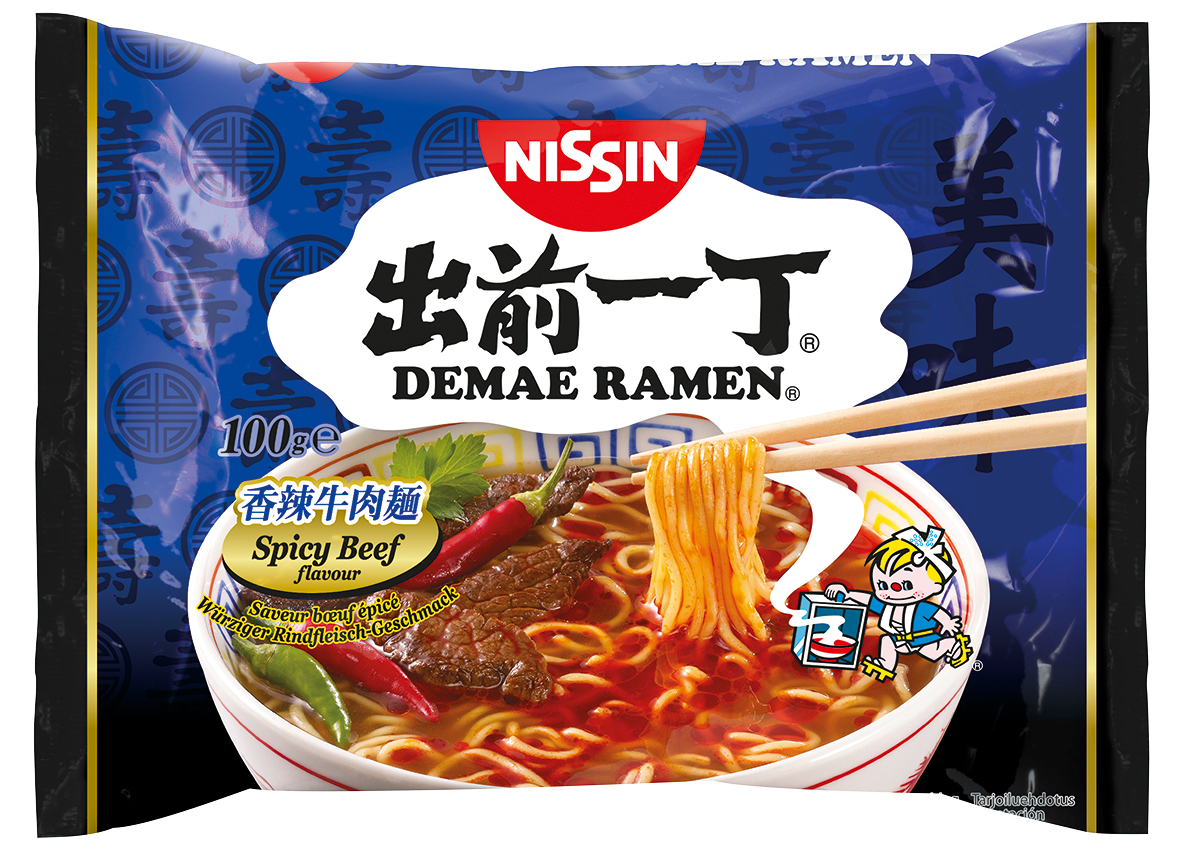 RAMEN
NISSIN
出前一丁®
DEMAE RAMEN®
美味
100g℮
香辣牛肉麵
Spicy Beef
flavour
Saveur bœuf épicé
Würziger Rindfleisch-Geschmack
®
Tarjoiluehdotus